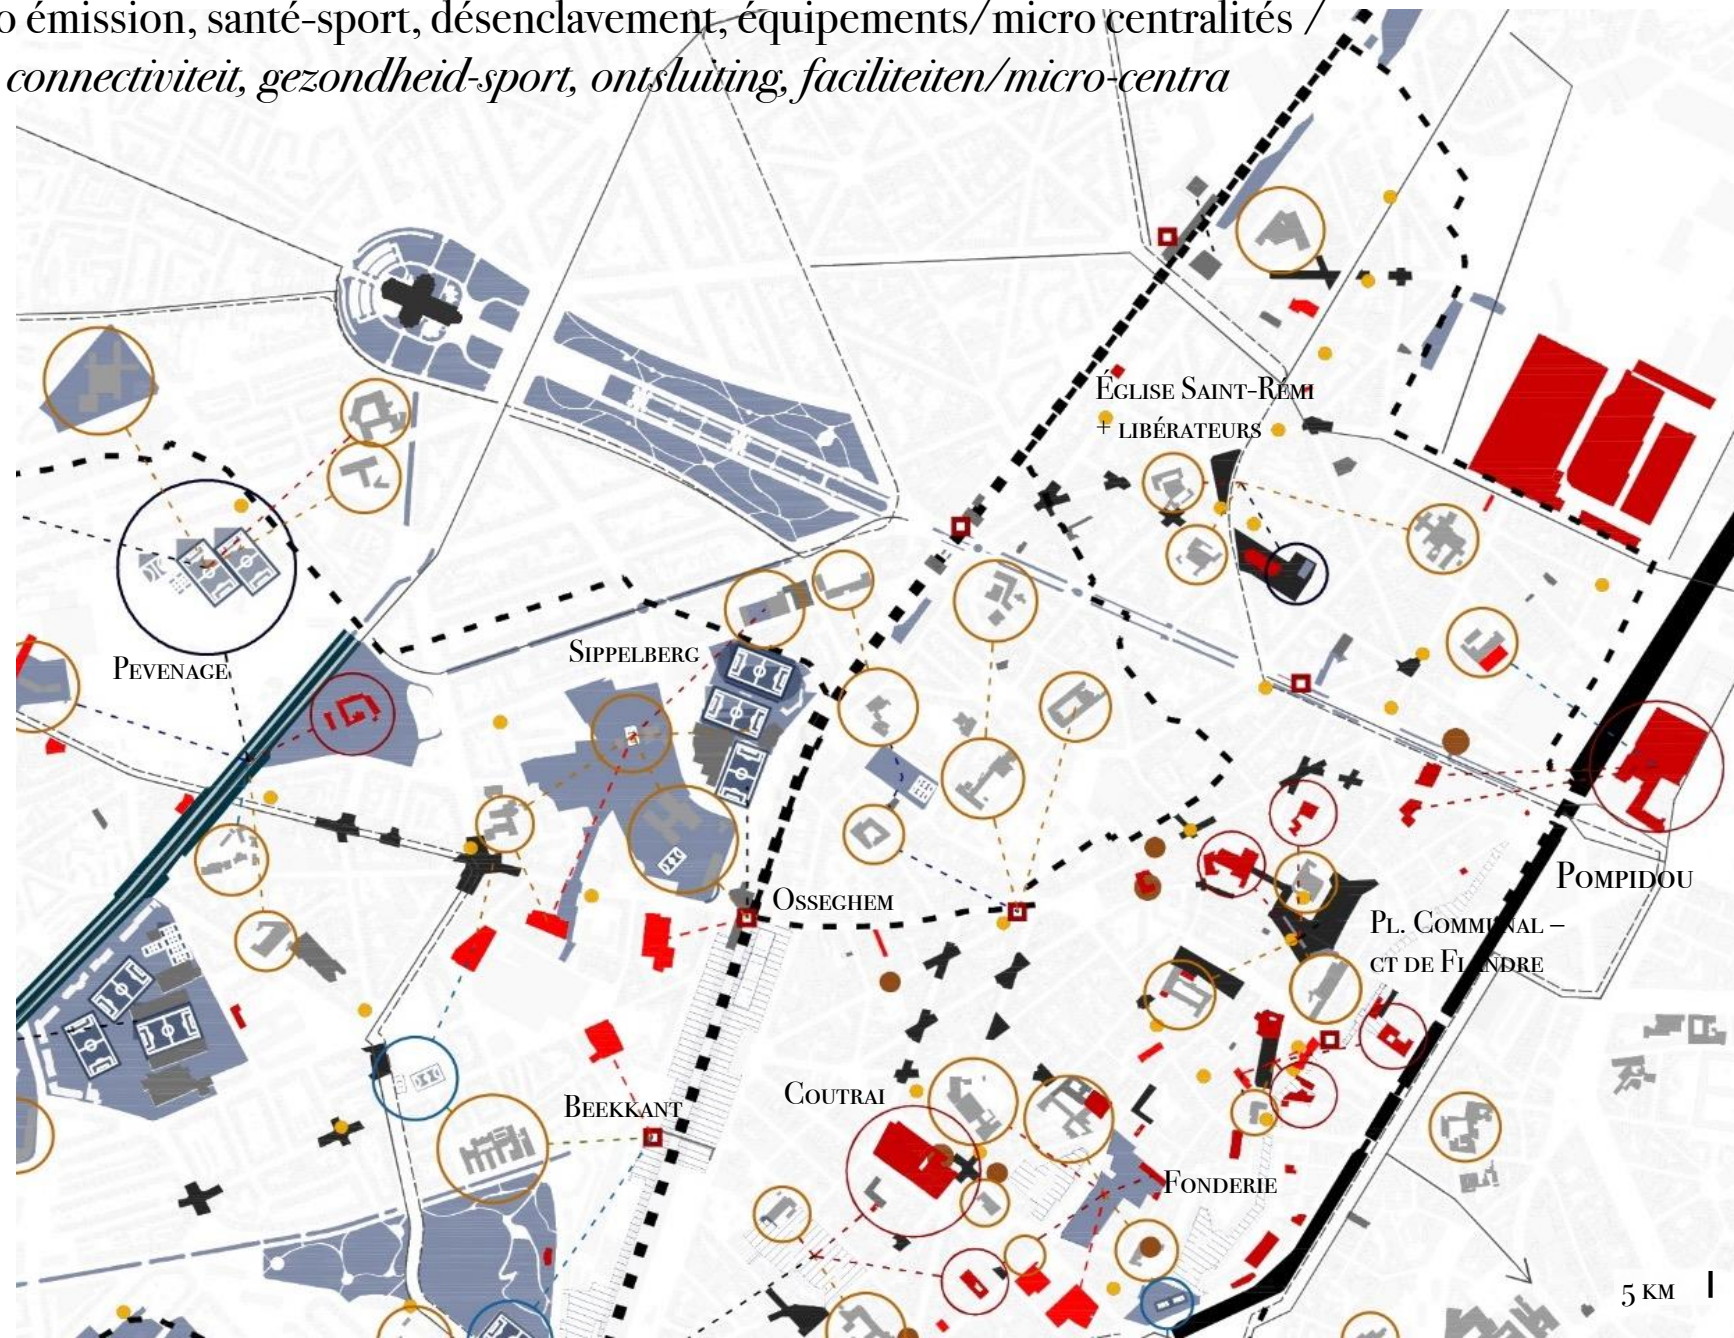 o émission, santé-sport, désenclavement, équipements/micro centralités /
connectiviteit, gezondheid-sport, ontsluiting, faciliteiten/micro-centra
Église Saint-Rémi
+ libérateurs
Sippelberg
Pevenage
Osseghem
Pompidou
Pl. Communal –
ct de Flandre
Beekkant
Coutrai
Fonderie
5 km